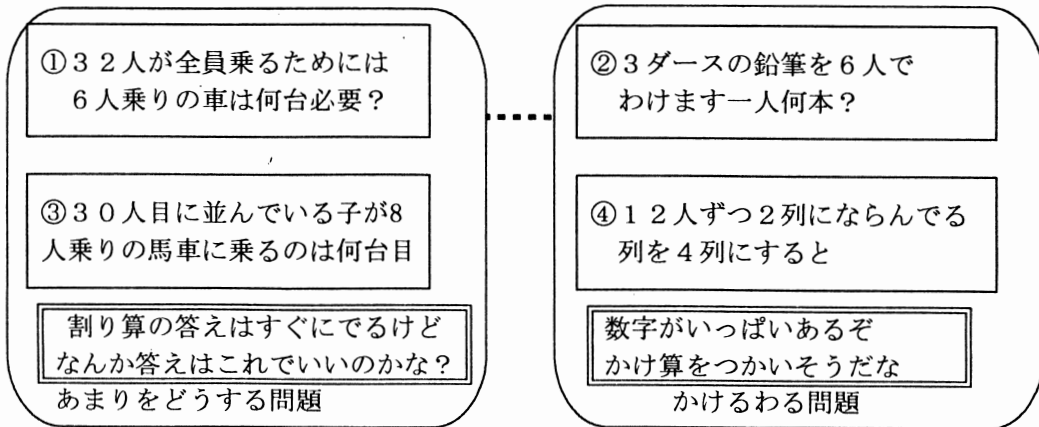 ①32人が全員乗るためには
6人乗りの車は何台必要?
③30人目に並んでいる子が8
人乗りの馬車に乗るのは何台目
割り算の答えはすぐにでるけど
なんか答えはこれでいいのかな?
あまりをどうする問題
②3ダースの鉛筆を6人で
わけます一人何本?
④12人ずつ2列にならんでる
列を4列にすると
数字がいっぱいあるぞ
かけ算をつかいそうだな
かけるわる問題